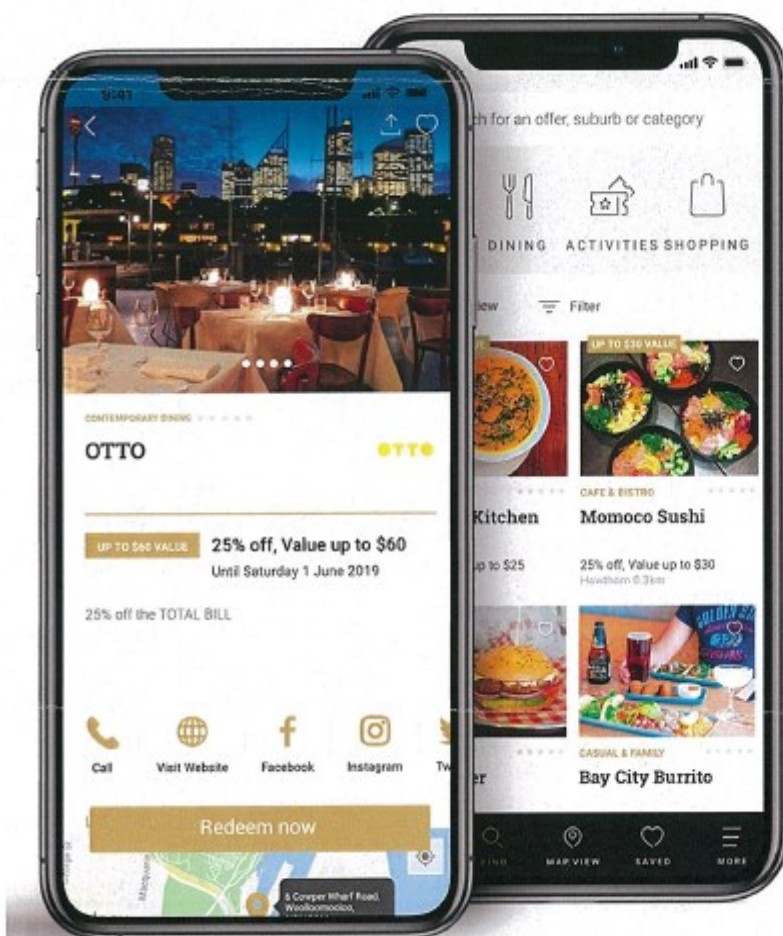 9:41
CONTEMPORARY DINING
OTTO
OTTO
UP TO $60 VALUE
25% off, Value up to $60
Until Saturday 1 June 2019
25% off the TOTAL BILL
Call
Visit Website
Facebook
Instagram
Tw
Redeem now
6 Cowper Wharf Road,
Woolloomooloo,
ch for an offer, suburb or category
DINING
ACTIVITIES
SHOPPING
iew
Filter
UP TO $30 VALUE
CAFE & BISTRO
Kitchen
Momoco Sushi
up to $25
25% off, Value up to $30
Hawthorn 0.3km
CASUAL & FAMILY
er
Bay City Burrito
MAP VIEW
SAVED
MORE